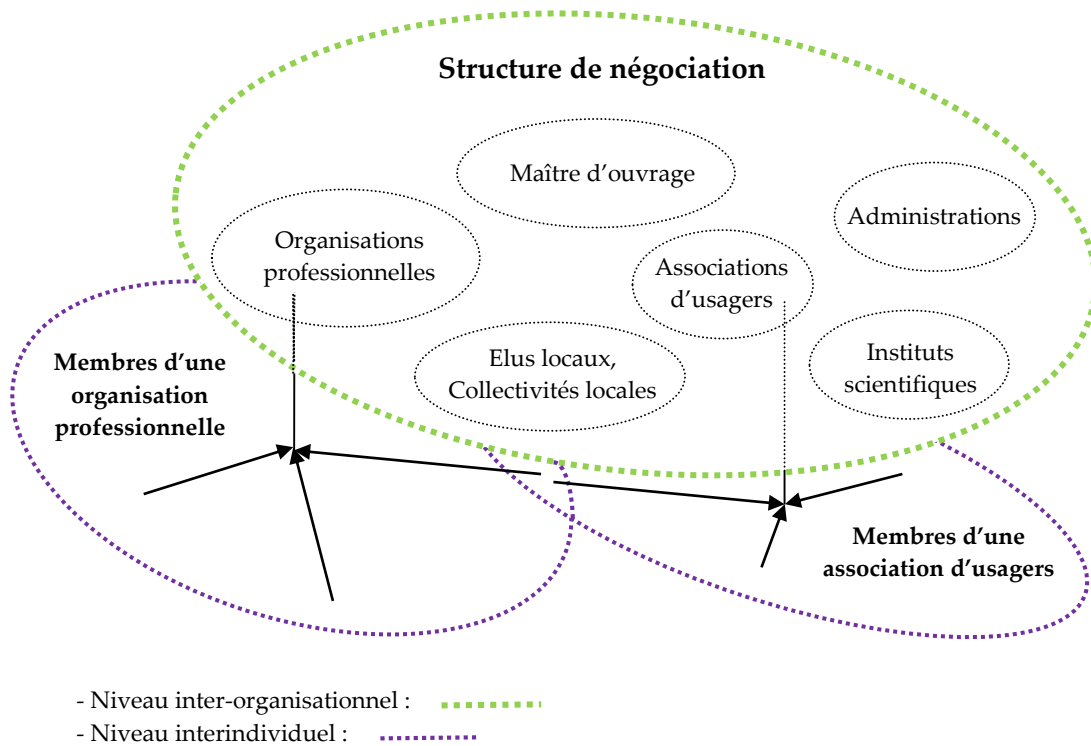 Structure de négociation
Maître d’ouvrage
Administrations
Organisations
professionnelles
Associations
d’usagers
Elus locaux,
Collectivités locales
Instituts
scientifiques
Membres d’une
organisation
professionnelle
Membres d’une
association d’usagers
- Niveau inter-organisationnel :
- Niveau interindividuel :